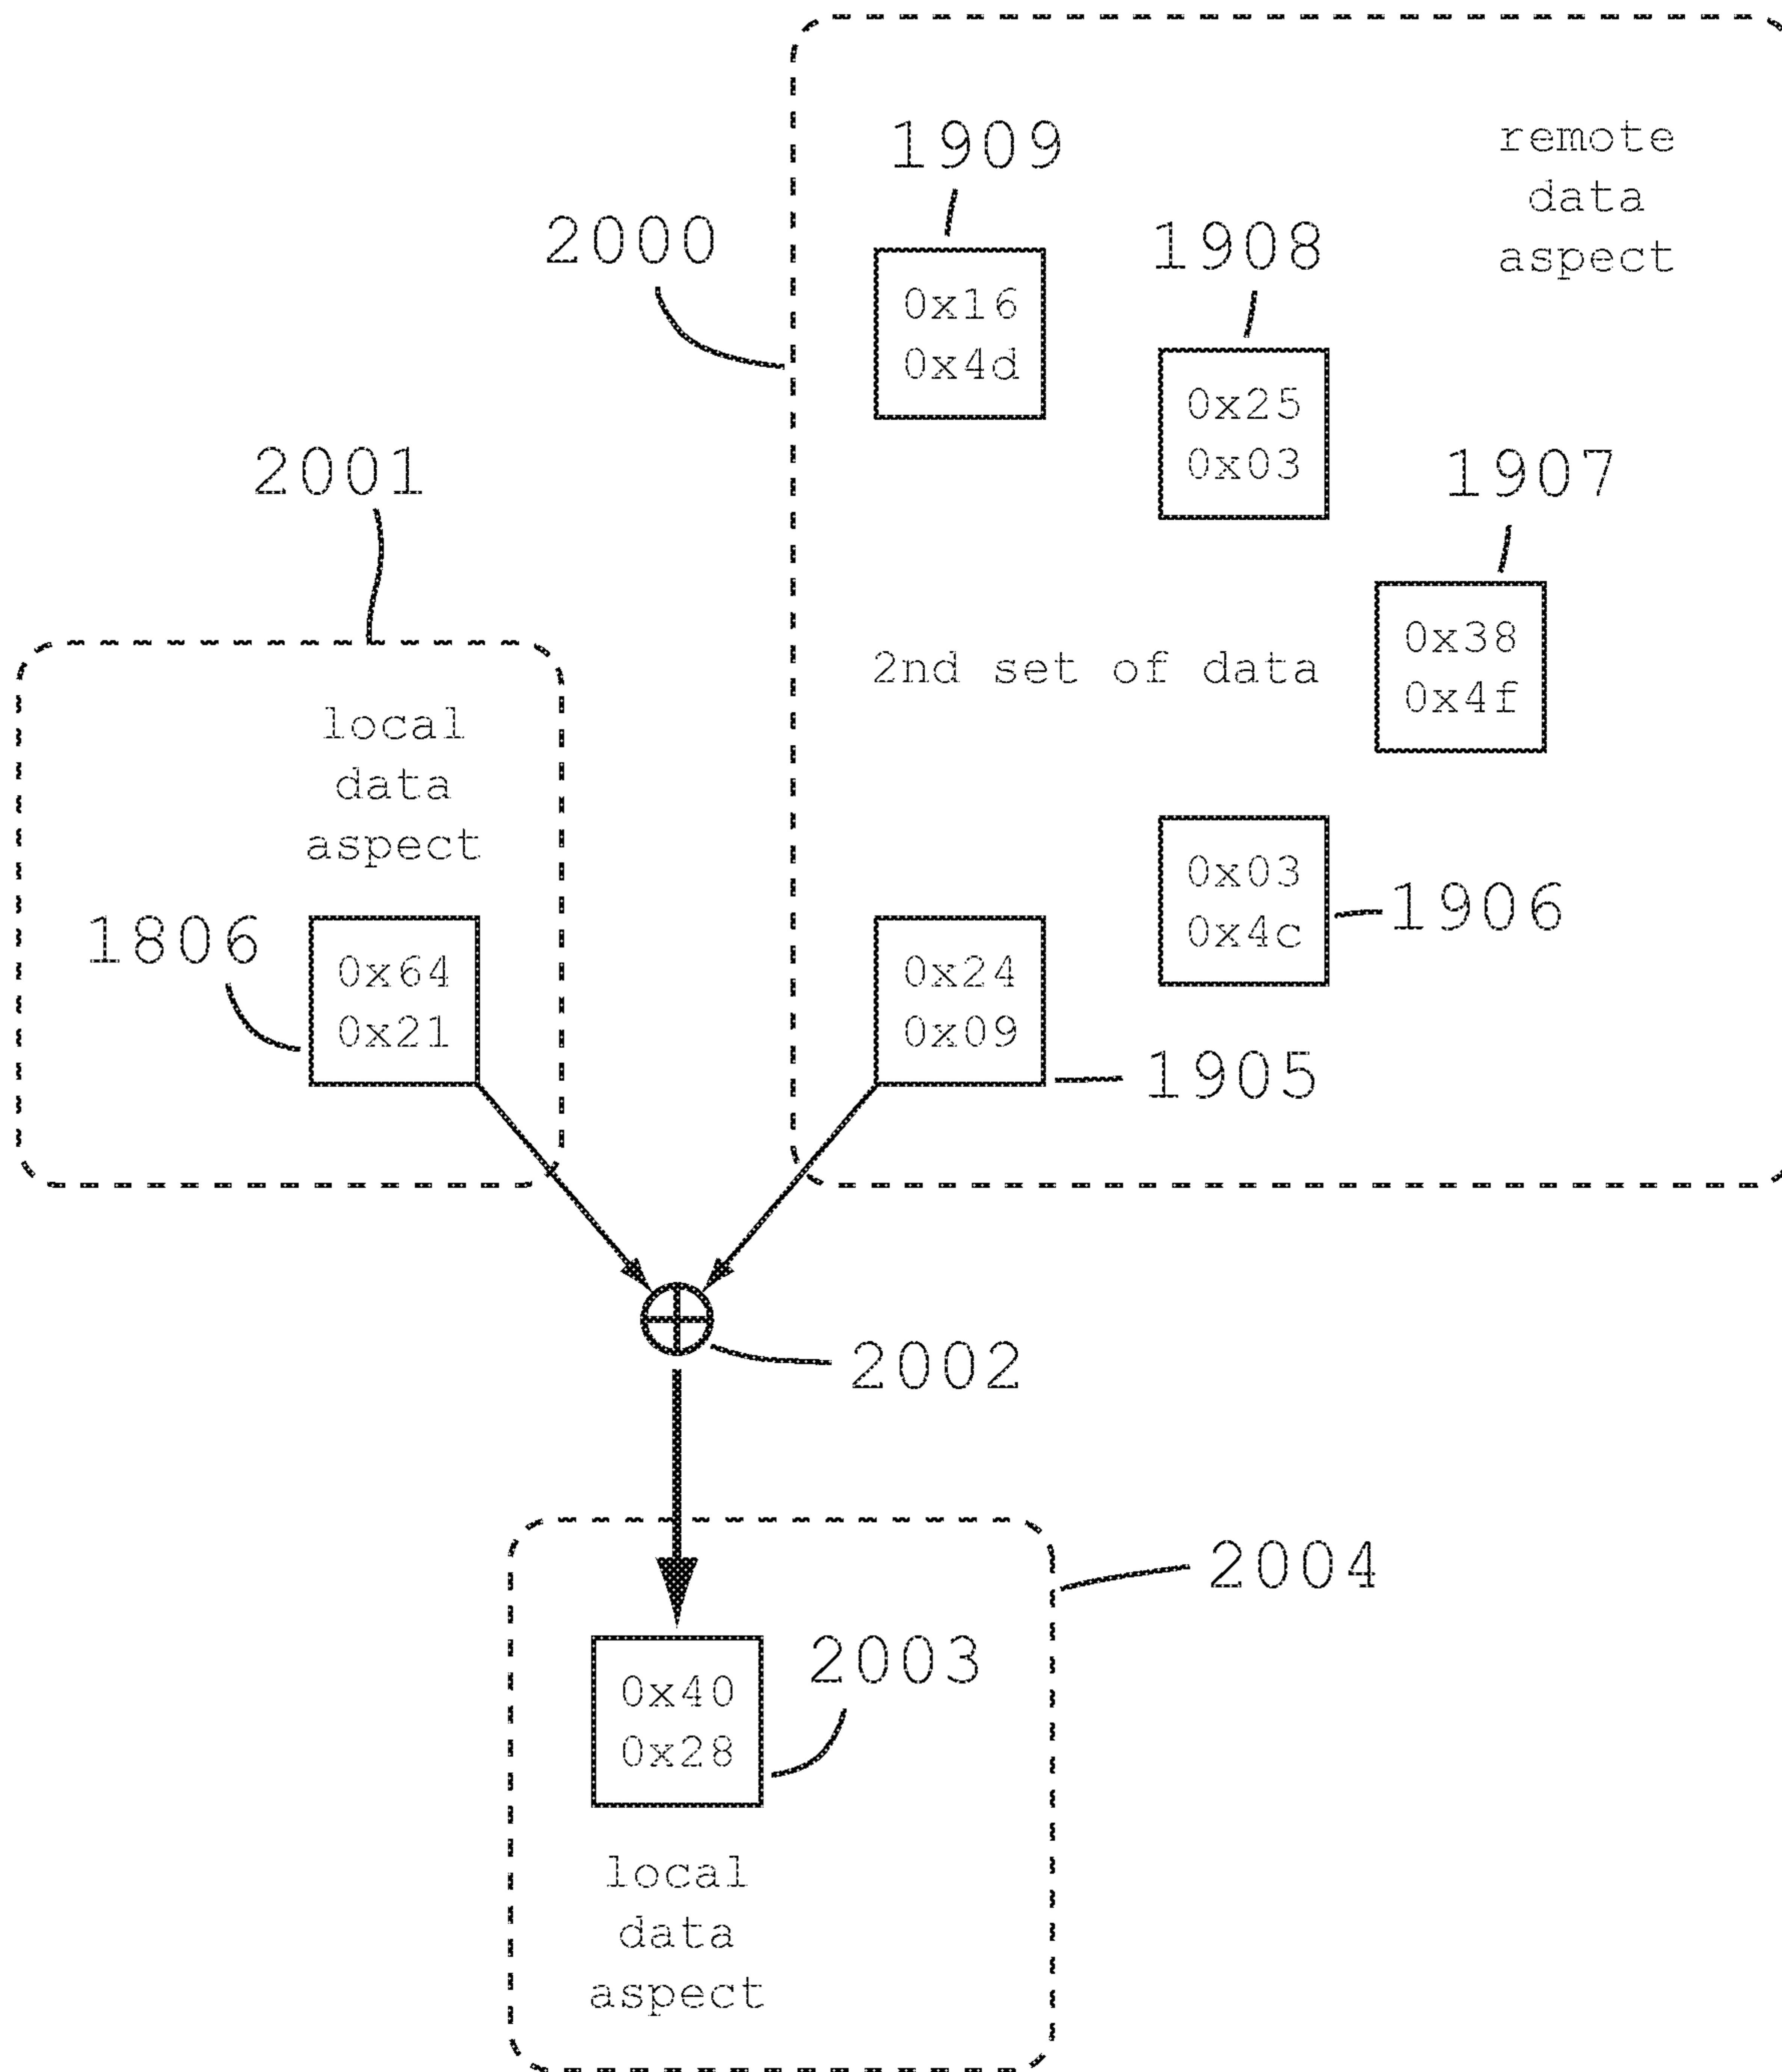 1909
remote
data
aspect
2000
1908
0x16
0x4d
0x25
0x03
2001
1907
0x38
0x4f
2nd set of data
local
data
aspect
0x03
0x4c
1906
1806
0x64
0x21
0x24
0x09
1905
2002
2004
2003
0x40
0x28
local
data
aspect